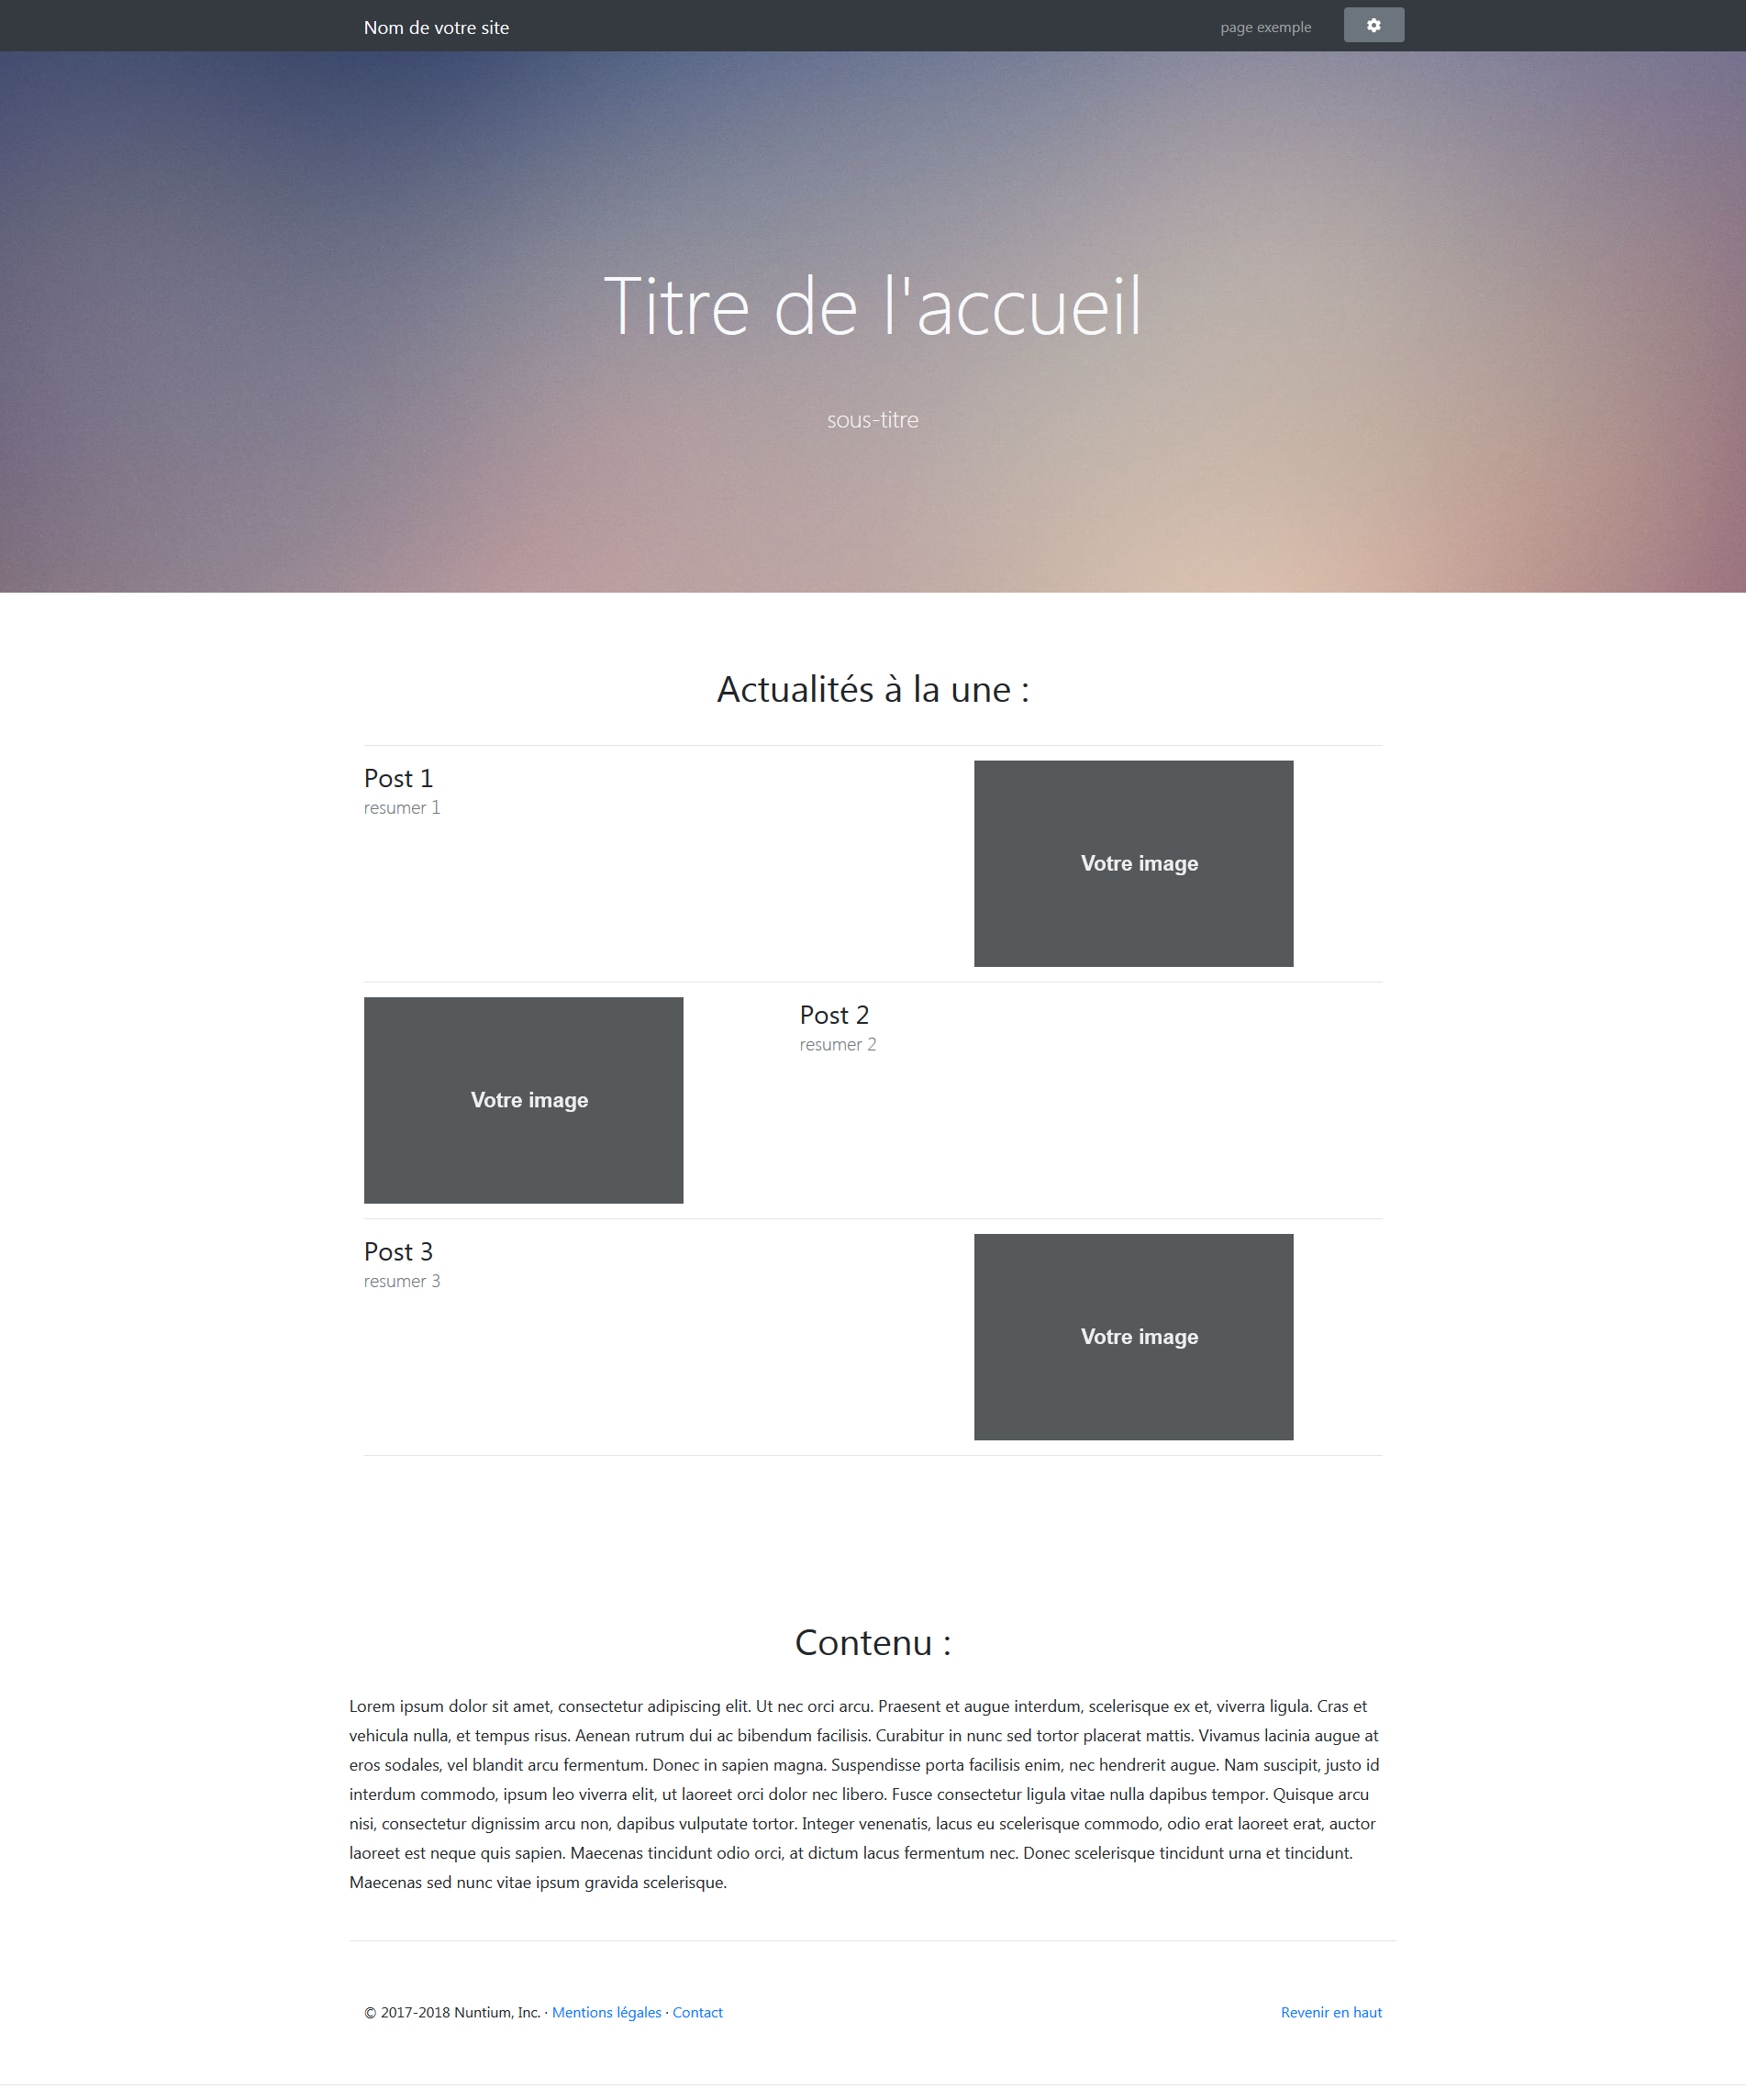 Nom de votre site
page exemple
Titre de l'accueil
sous-titre
Actualités à la une :
Post 1
resumer 1
Votre image
Votre image
Post 2
resumer 2
Post 3
resumer 3
Votre image
Contenu :
Lorem ipsum dolor sit amet, consectetur adipiscing elit. Ut nec orci arcu. Praesent et augue interdum, scelerisque ex et, viverra ligula. Cras et
vehicula nulla, et tempus risus. Aenean rutrum dui ac bibendum facilisis. Curabitur in nunc sed tortor placerat mattis. Vivamus lacinia augue at
eros sodales, vel blandit arcu fermentum. Donec in sapien magna. Suspendisse porta facilisis enim, nec hendrerit augue. Nam suscipit, justo id
interdum commodo, ipsum leo viverra elit, ut laoreet orci dolor nec libero. Fusce consectetur ligula vitae nulla dapibus tempor. Quisque arcu
nisi, consectetur dignissim arcu non, dapibus vulputate tortor. Integer venenatis, lacus eu scelerisque commodo, odio erat laoreet erat, auctor
laoreet est neque quis sapien. Maecenas tincidunt odio orci, at dictum lacus fermentum nec. Donec scelerisque tincidunt urna et tincidunt.
Maecenas sed nunc vitae ipsum gravida scelerisque.
© 2017-2018 Nuntium, Inc. · Mentions légales · Contact
Revenir en haut